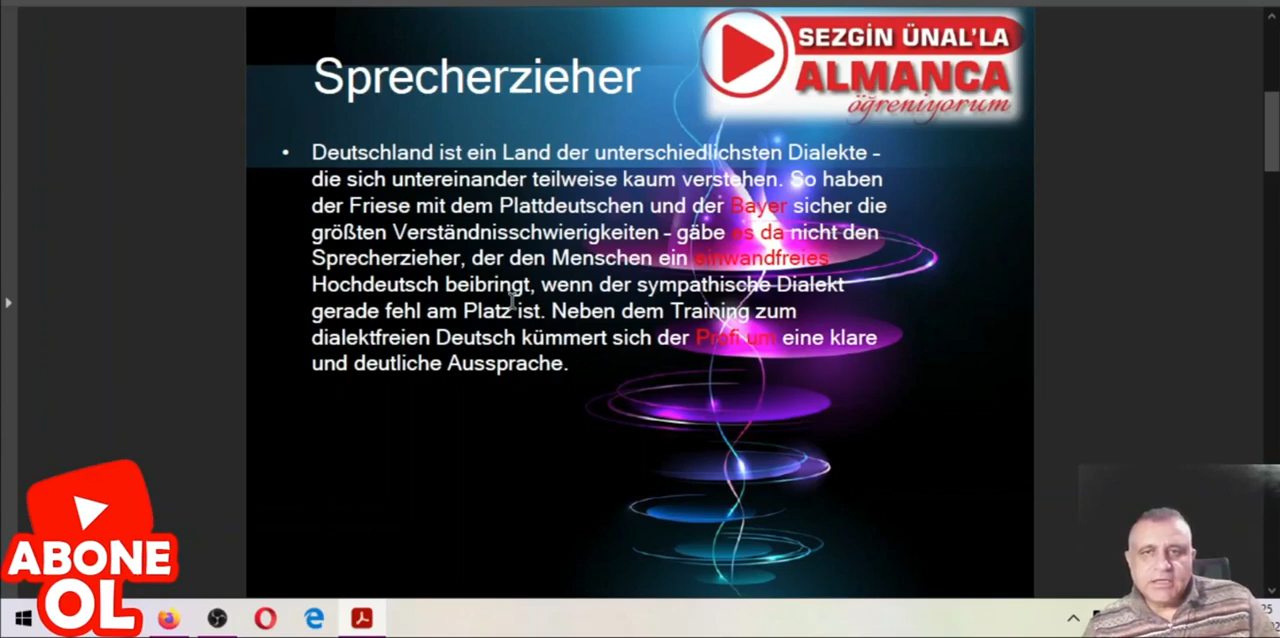 Sprecherzieher
SEZGİN ÜNAL'LA
ALMANCA
öğreniyorum
• Deutschland ist ein Land der unterschiedlichsten Dialekte -
die sich untereinander teilweise kaum verstehen. So haben
der Friese mit dem Plattdeutschen und der Bayer sicher die
größten Verständnisschwierigkeiten - gäbe es da nicht den
Sprecherzieher, der den Menschen ein einwandfreies
Hochdeutsch beibringt, wenn der sympathische Dialekt
gerade fehl am Platz ist. Neben dem Training zum
dialektfreien Deutsch kümmert sich der Profi um eine klare
und deutliche Aussprache.
ABONE
OL